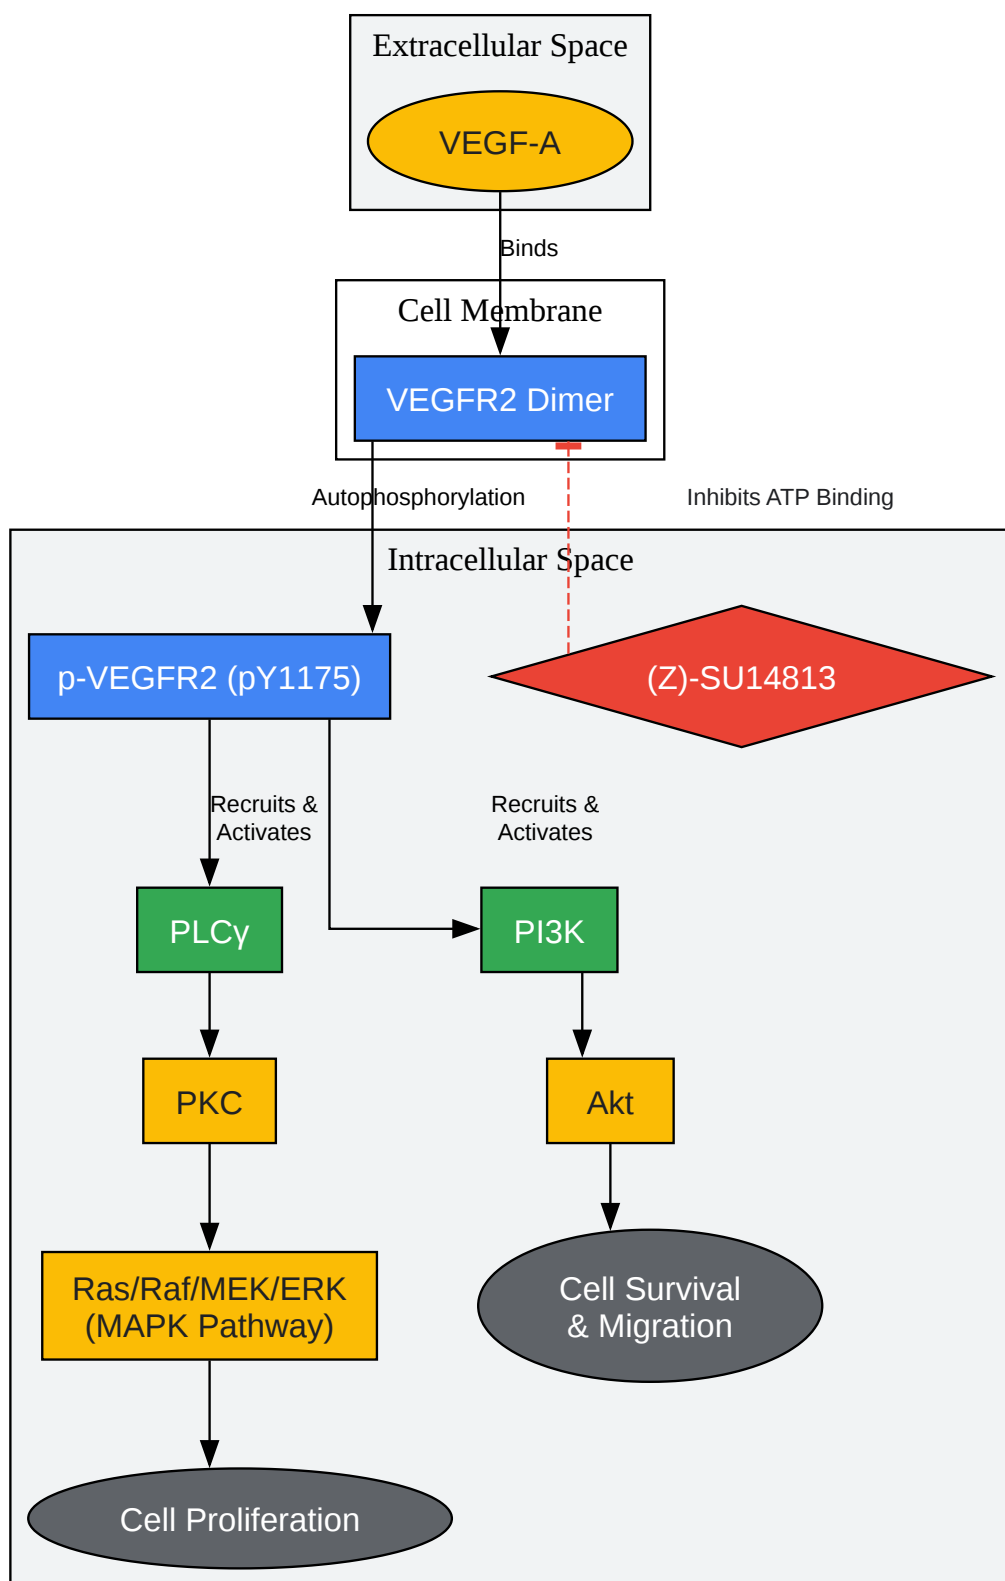 Extracellular Space
VEGF-A
Binds
Cell Membrane
VEGFR2 Dimer
Autophosphorylation
Inhibits ATP Binding
Intracellular Space
p-VEGFR2 (pY1175)
(Z)-SU14813
Recruits &
Activates
Recruits &
Activates
PLCγ
PI3K
PKC
Akt
Ras/Raf/MEK/ERK
(MAPK Pathway)
Cell Survival
& Migration
Cell Proliferation